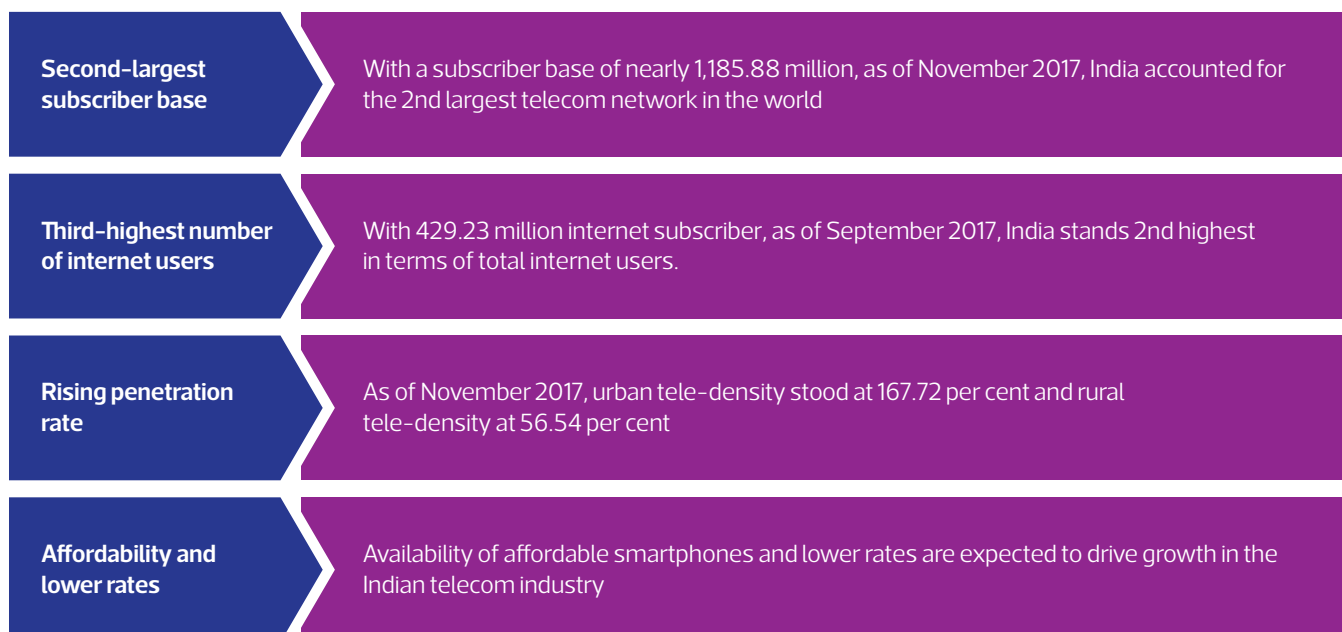 Second-largest
subscriber base
With a subscriber base of nearly 1,185.88 million, as of November 2017, India accounted for
the 2nd largest telecom network in the world
Third-highest number
of internet users
With 429.23 million internet subscriber, as of September 2017, India stands 2nd highest
in terms of total internet users.
Rising penetration
rate
As of November 2017, urban tele-density stood at 167.72 per cent and rural
tele-density at 56.54 per cent
Affordability and
lower rates
Availability of affordable smartphones and lower rates are expected to drive growth in the
Indian telecom industry